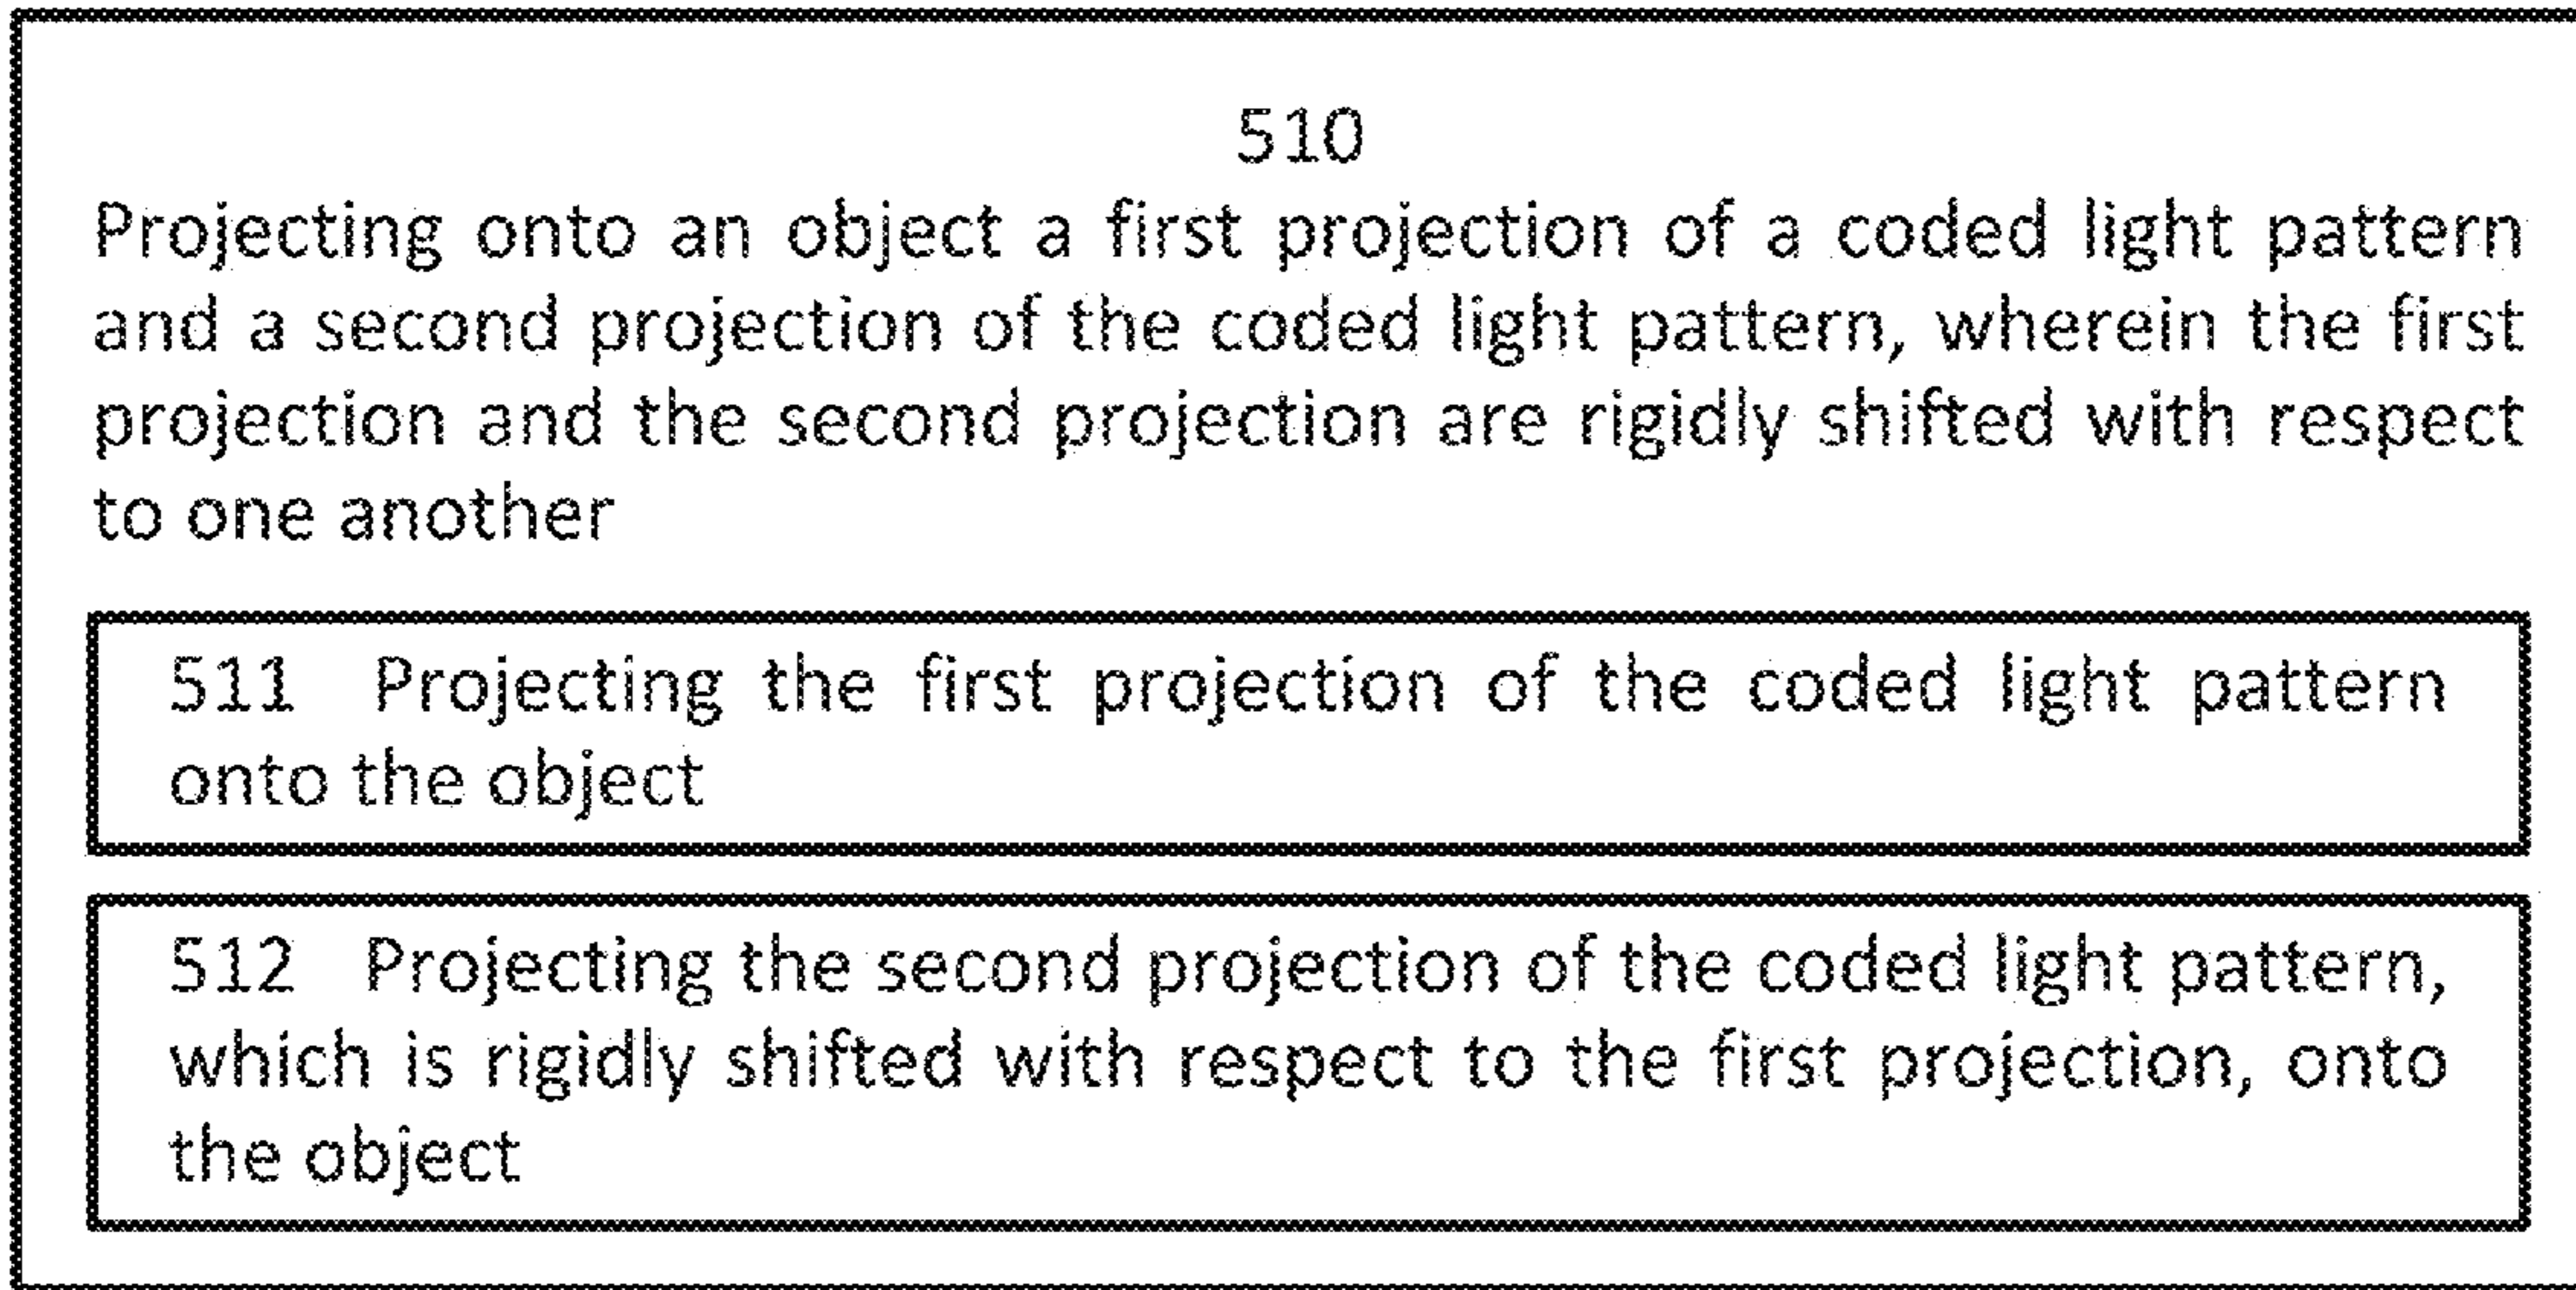 510
Projecting onto an object a first projection of a coded light pattern
and a second projection of the coded light pattern, wherein the first
projection and the second projection are rigidly shifted with respect
to one another
511 Projecting the first projection of the coded light pattern
onto the object
512 Projecting the second projection of the coded light pattern,
which is rigidly shifted with respect to the first projection, onto
the object